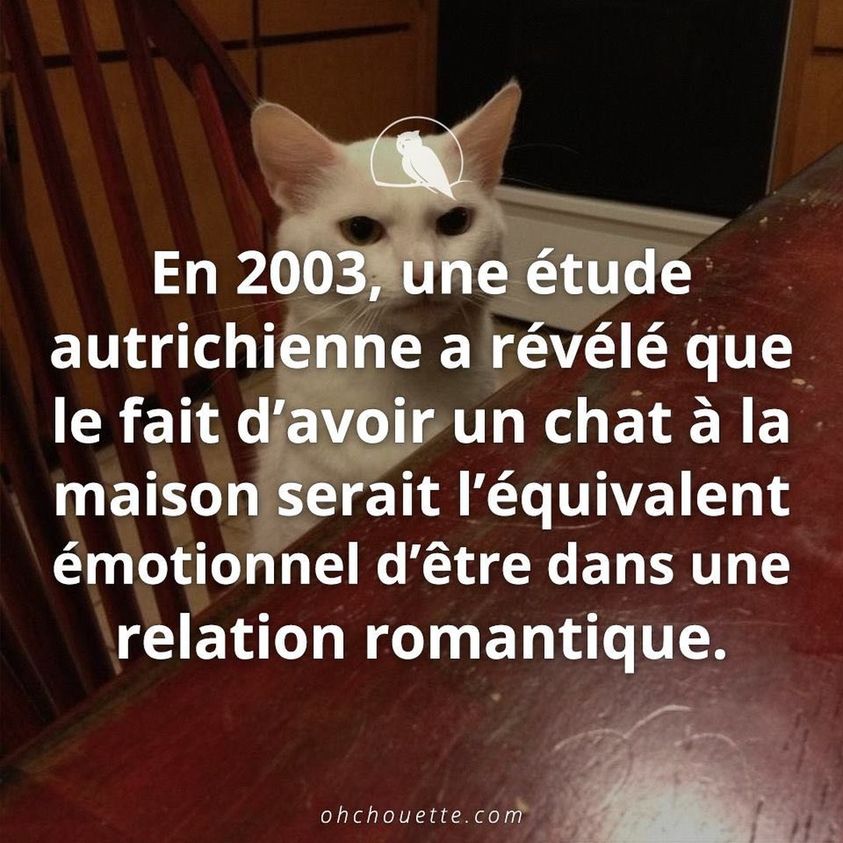 En 2003, une étude
autrichienne a révélé que
le fait d’avoir un chat à la
maison serait l’équivalent
émotionnel d’être dans une
relation romantique.
ohchouette.com